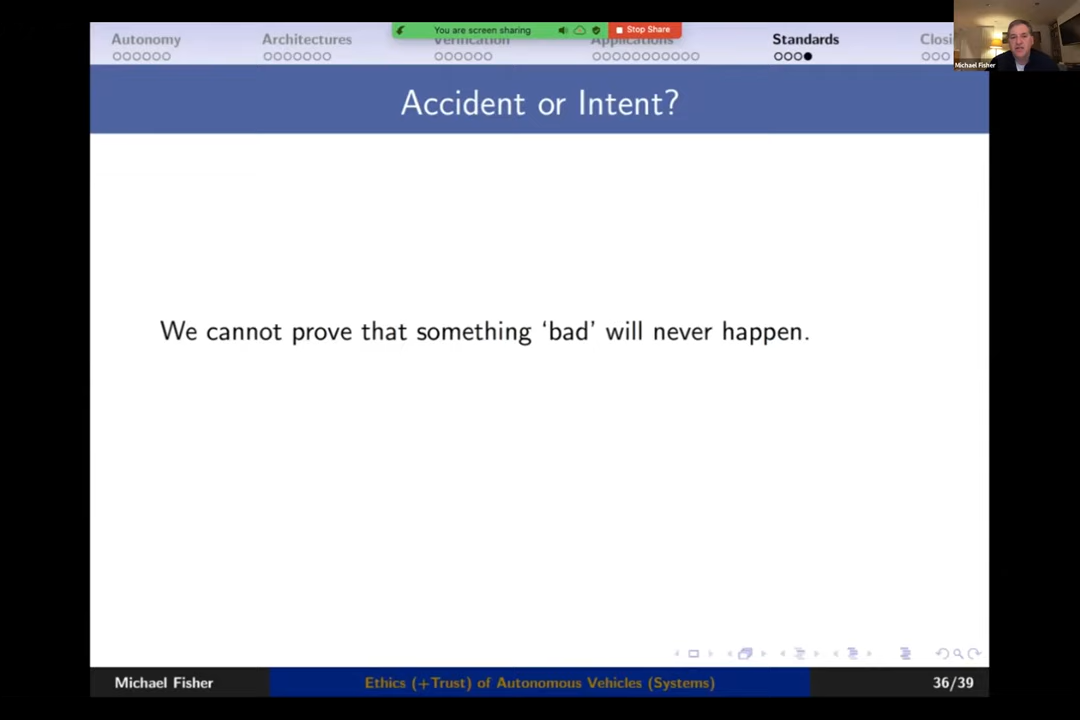 You are screen sharing
Stop Share
Autonomy
Architectures
Verification
Applications
Standards
Closi
Michael Fisher
Accident or Intent?
We cannot prove that something ‘bad’ will never happen.
Michael Fisher
Ethics (+Trust) of Autonomous Vehicles (Systems)
36/39